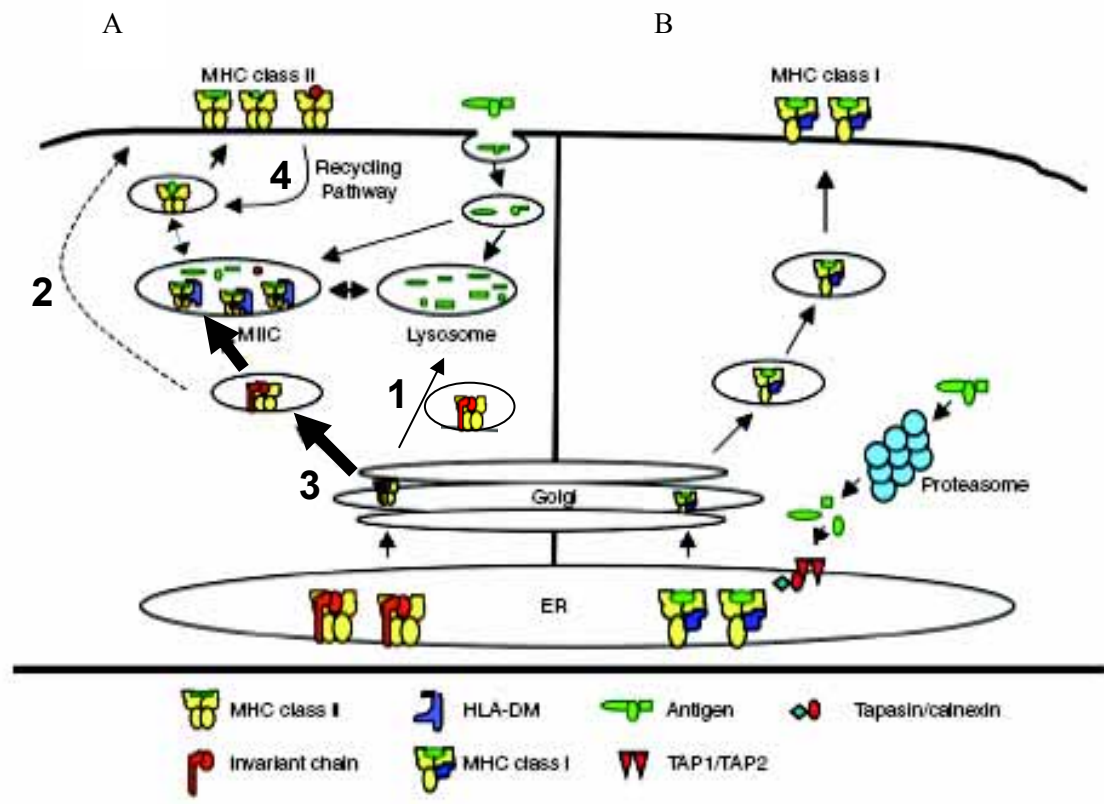 A
B
MHC class II
MHC class I
4
Recycling
Pathway
2
MIIC
Lysosome
1
3
Golgi
Proteasome
ER
MHC class II
HLA-DM
Antigen
Tapasin/calnexin
Invariant chain
MHC class I
TAP1/TAP2